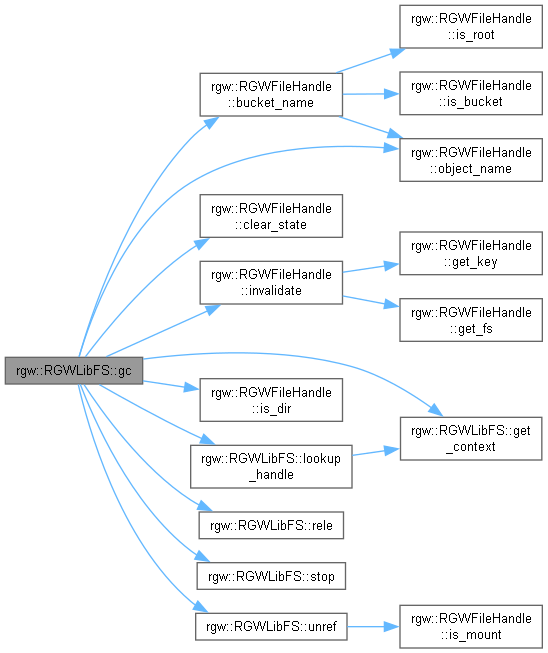 rgw::RGWFileHandle
::is_root
rgw::RGWFileHandle
::bucket_name
rgw::RGWFileHandle
::is_bucket
rgw::RGWFileHandle
::object_name
rgw::RGWFileHandle
::clear_state
rgw::RGWFileHandle
::get_key
rgw::RGWFileHandle
::invalidate
rgw::RGWFileHandle
::get_fs
rgw::RGWLibFS::gc
rgw::RGWFileHandle
::is_dir
rgw::RGWLibFS::get
_context
rgw::RGWLibFS::lookup
_handle
rgw::RGWLibFS::rele
rgw::RGWLibFS::stop
rgw::RGWLibFS::unref
rgw::RGWFileHandle
::is_mount